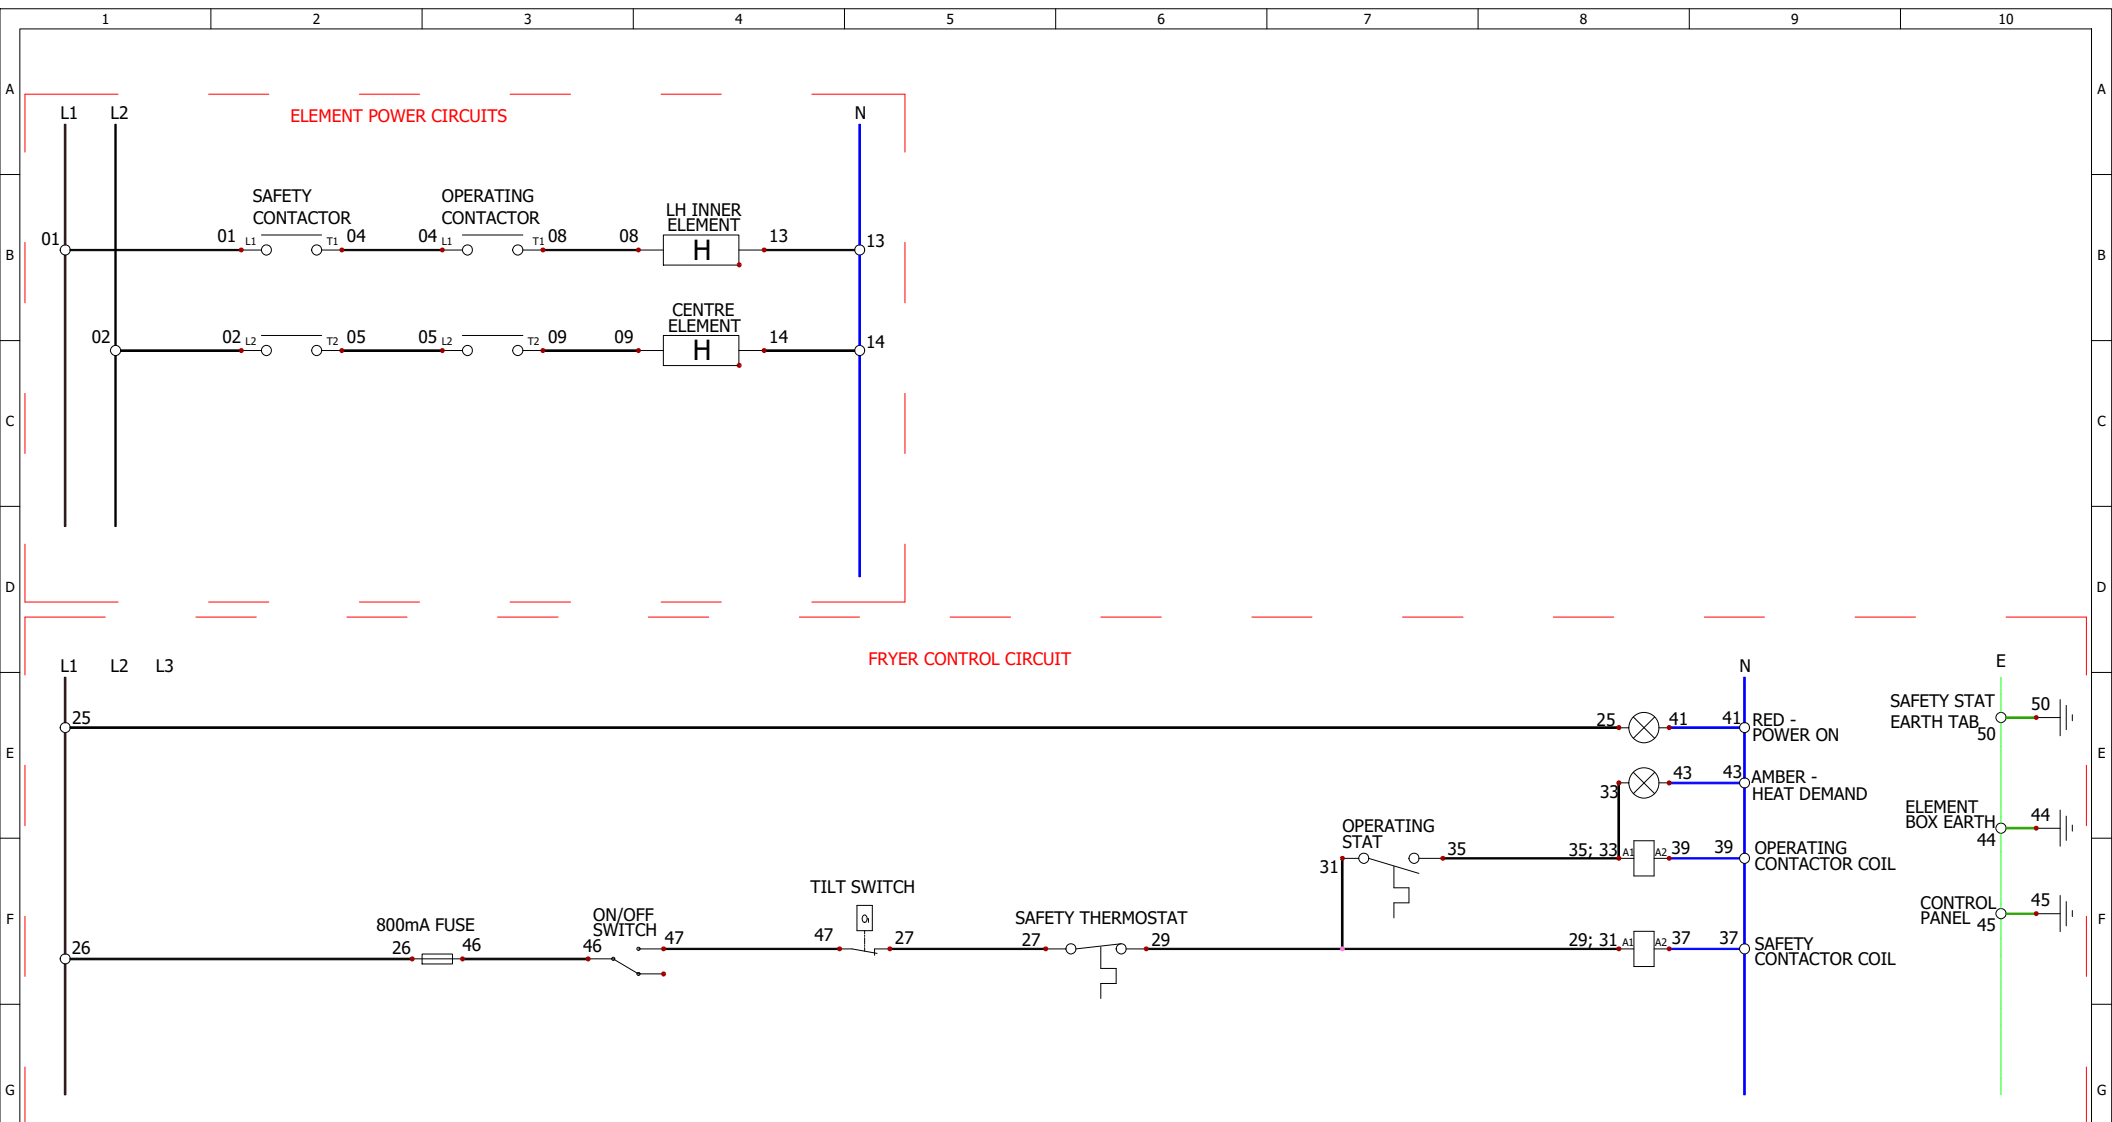 1 2 3 4 5 6 7 8 9 10
A A
L1 L2 ELEMENT POWER CIRCUITS N
SAFETY
CONTACTOR
OPERATING
CONTACTOR
LH INNER
ELEMENT
01 01 L1 T1 04 04 L1 T1 08 08 H 13 13
B B
CENTRE
ELEMENT
02 02 L2 T2 05 05 L2 T2 09 09 H 14 14
C C
D D
FRYER CONTROL CIRCUIT
L1 L2 L3 N E
25 25 41 41 RED -
POWER ON
SAFETY STAT
EARTH TAB
50 50
E E
33 43 43 AMBER -
HEAT DEMAND
ELEMENT
BOX EARTH
44 44
OPERATING
STAT
31 35 35; 33 A1 A2 39 39 OPERATING
CONTACTOR COIL
TILT SWITCH
CONTROL
PANEL
45 45
F F
800mA FUSE
ON/OFF
SWITCH
SAFETY THERMOSTAT
26 26 46 46 47 47 27 27 29 29; 31 A1 A2 37 37 SAFETY
CONTACTOR COIL
G G